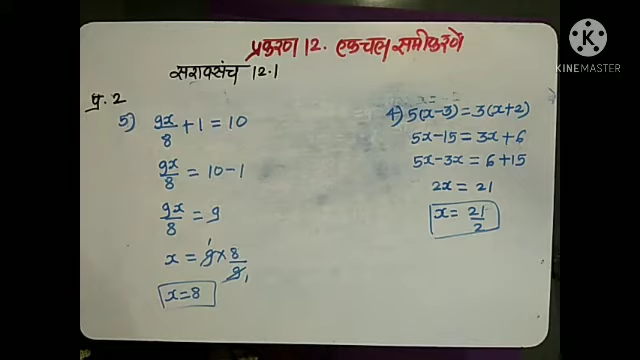 प्रकरण 12. एकचल समीकरणे
सरावसंच 12.1
प्र. 2
5) 9x/8 + 1 = 10
9x/8 = 10 - 1
9x/8 = 9
x = 9 × 8/9
x = 8
4) 5(x-3) = 3(x+2)
5x-15 = 3x+6
5x-3x = 6+15
2x = 21
x = 21/2
KINEMASTER